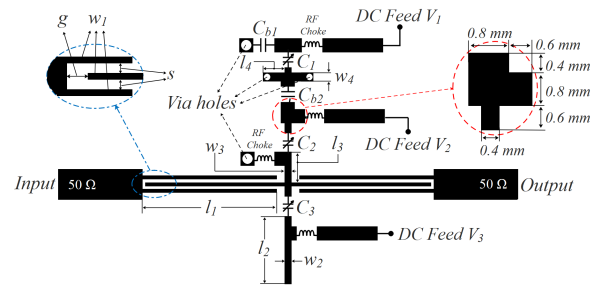 g w1
s
Cb1
RF
Choke
DC Feed V1
0.8 mm
0.6 mm
0.4 mm
0.8 mm
0.6 mm
0.4 mm
C1
l4
w4
Via holes
Cb2
DC Feed V2
RF
Choke
C2
l3
w3
Input
50 Ω
50 Ω
Output
l1
C3
l2
DC Feed V3
w2